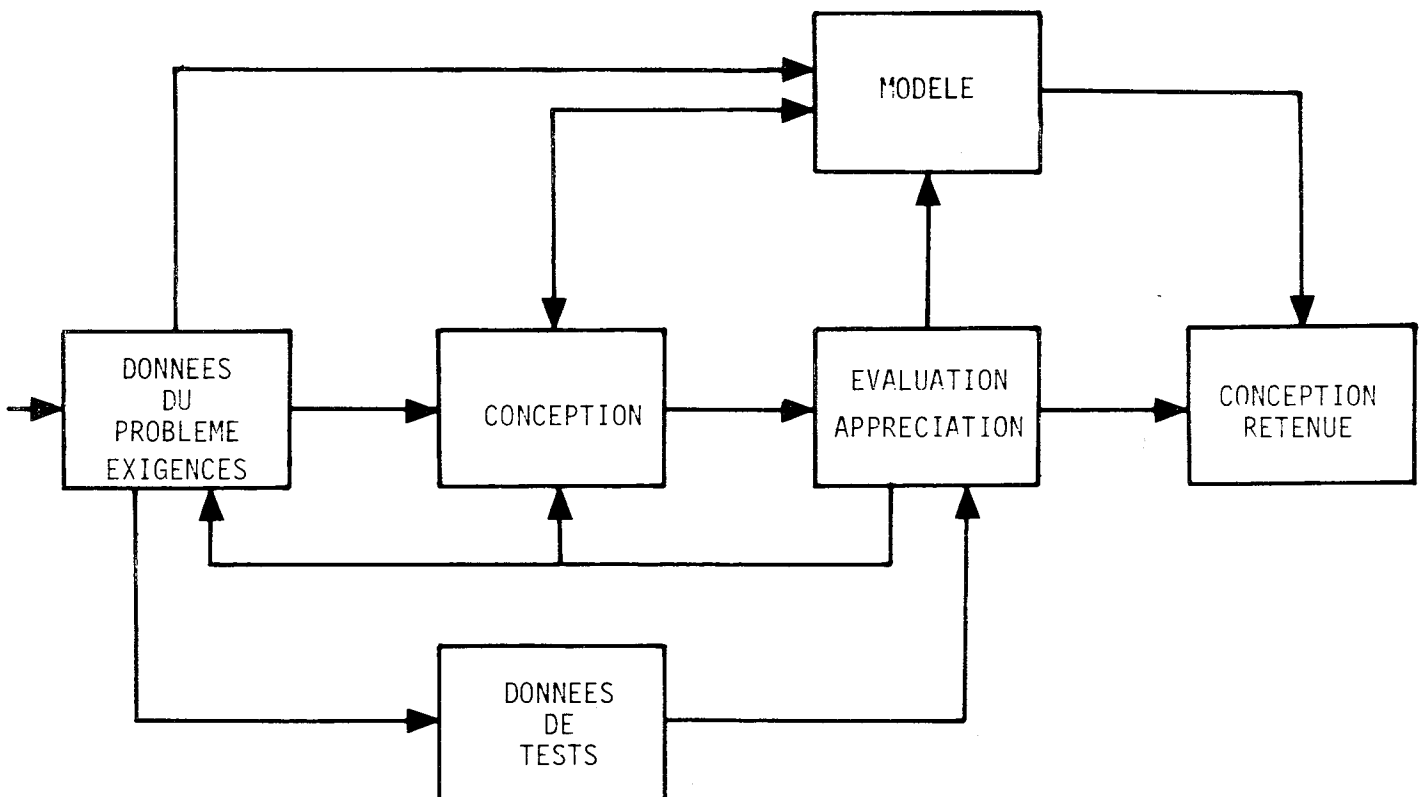 MODELE
DONNEES
DU
PROBLEME
EXIGENCES
CONCEPTION
EVALUATION
APPRECIATION
CONCEPTION
RETENUE
DONNEES
DE
TESTS